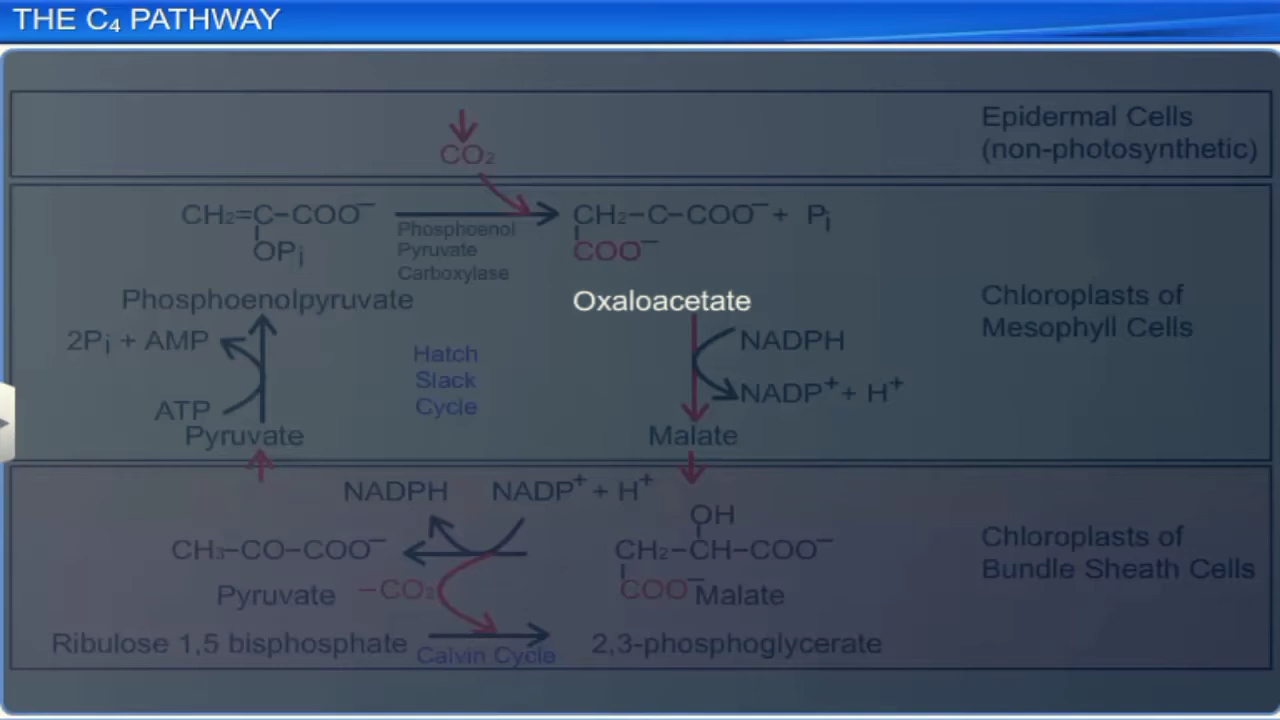 THE C₄ PATHWAY
Epidermal Cells
(non-photosynthetic)
CO₂
CH₂=C−COO⁻
OPi
Phosphoenol
Pyruvate
Carboxylase
CH₂−C−COO⁻ + Pi
COO⁻
Phosphoenolpyruvate
Oxaloacetate
Chloroplasts of
Mesophyll Cells
2Pi + AMP
ATP
Pyruvate
Hatch
Slack
Cycle
NADPH
NADP⁺ + H⁺
Malate
NADPH
NADP⁺ + H⁺
OH
CH₃−CO−COO⁻
CH₂−CH−COO⁻
COO⁻ Malate
Pyruvate −CO₂
Chloroplasts of
Bundle Sheath Cells
Ribulose 1,5 bisphosphate
Calvin Cycle
2,3-phosphoglycerate